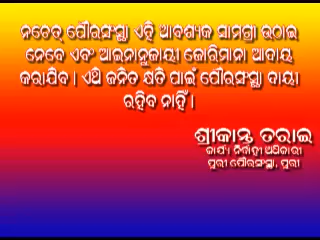 ନଚେତ୍ ପୌରସଂସ୍ଥା ଏହି ଆବଶ୍ୟକ ସାମଗ୍ରୀ ଉଠାଇ
ନେବେ ଏବଂ ଆଇନାନୁଯାୟୀ ଜୋରିମାନା ଆଦାୟ
କରାଯିବ । ଏଥି ଜନିତ କ୍ଷତି ପାଇଁ ପୌରସଂସ୍ଥା ଦାୟୀ
ରହିବ ନାହିଁ ।
ଶ୍ରୀକାନ୍ତ ତରାଇ
କାର୍ଯ୍ୟ ନିର୍ବାହୀ ଅଧିକାରୀ
ପୁରୀ ପୌରସଂସ୍ଥା, ପୁରୀ